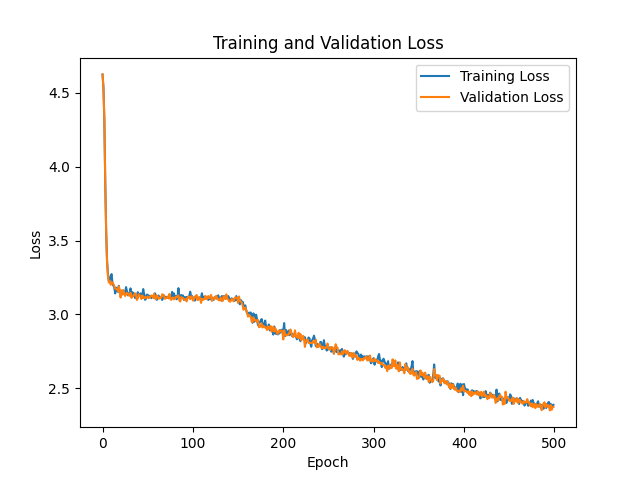 Training and Validation Loss
Training Loss
Validation Loss
4.5
4.0
3.5
3.0
2.5
Loss
0 100 200 300 400 500
Epoch